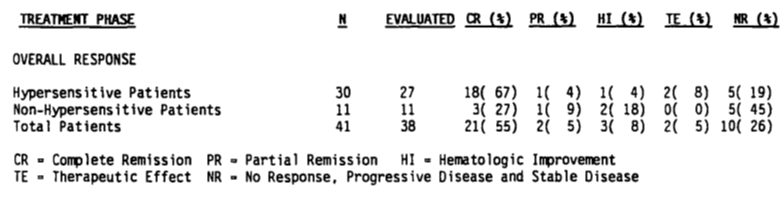 TREATMENT PHASE N EVALUATED CR (%) PR (%) HI (%) TE (%) NR (%)
OVERALL RESPONSE
Hypersensitive Patients 30 27 18( 67) 1( 4) 1( 4) 2( 8) 5( 19)
Non-Hypersensitive Patients 11 11 3( 27) 1( 9) 2( 18) 0( 0) 5( 45)
Total Patients 41 38 21( 55) 2( 5) 3( 8) 2( 5) 10( 26)
CR = Complete Remission PR = Partial Remission HI = Hematologic Improvement
TE = Therapeutic Effect NR = No Response, Progressive Disease and Stable Disease